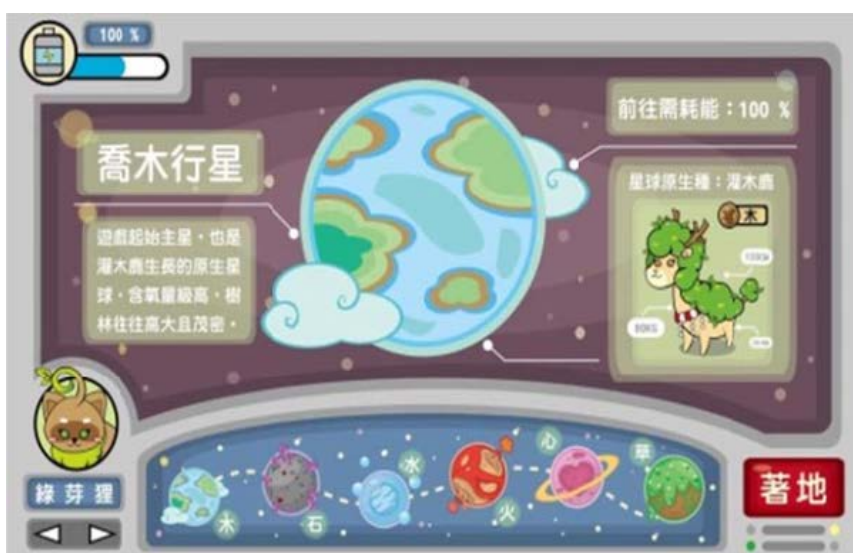 100 %
喬木行星
遊戲起始主星,也是
灌木鹿生長的原生星
球,含氧量級高,樹
林往往高大且茂密。
前往需耗能:100 %
星球原生種:灌木鹿
木
80KG
綠芽狸
木
石
水
火
心
草
著地